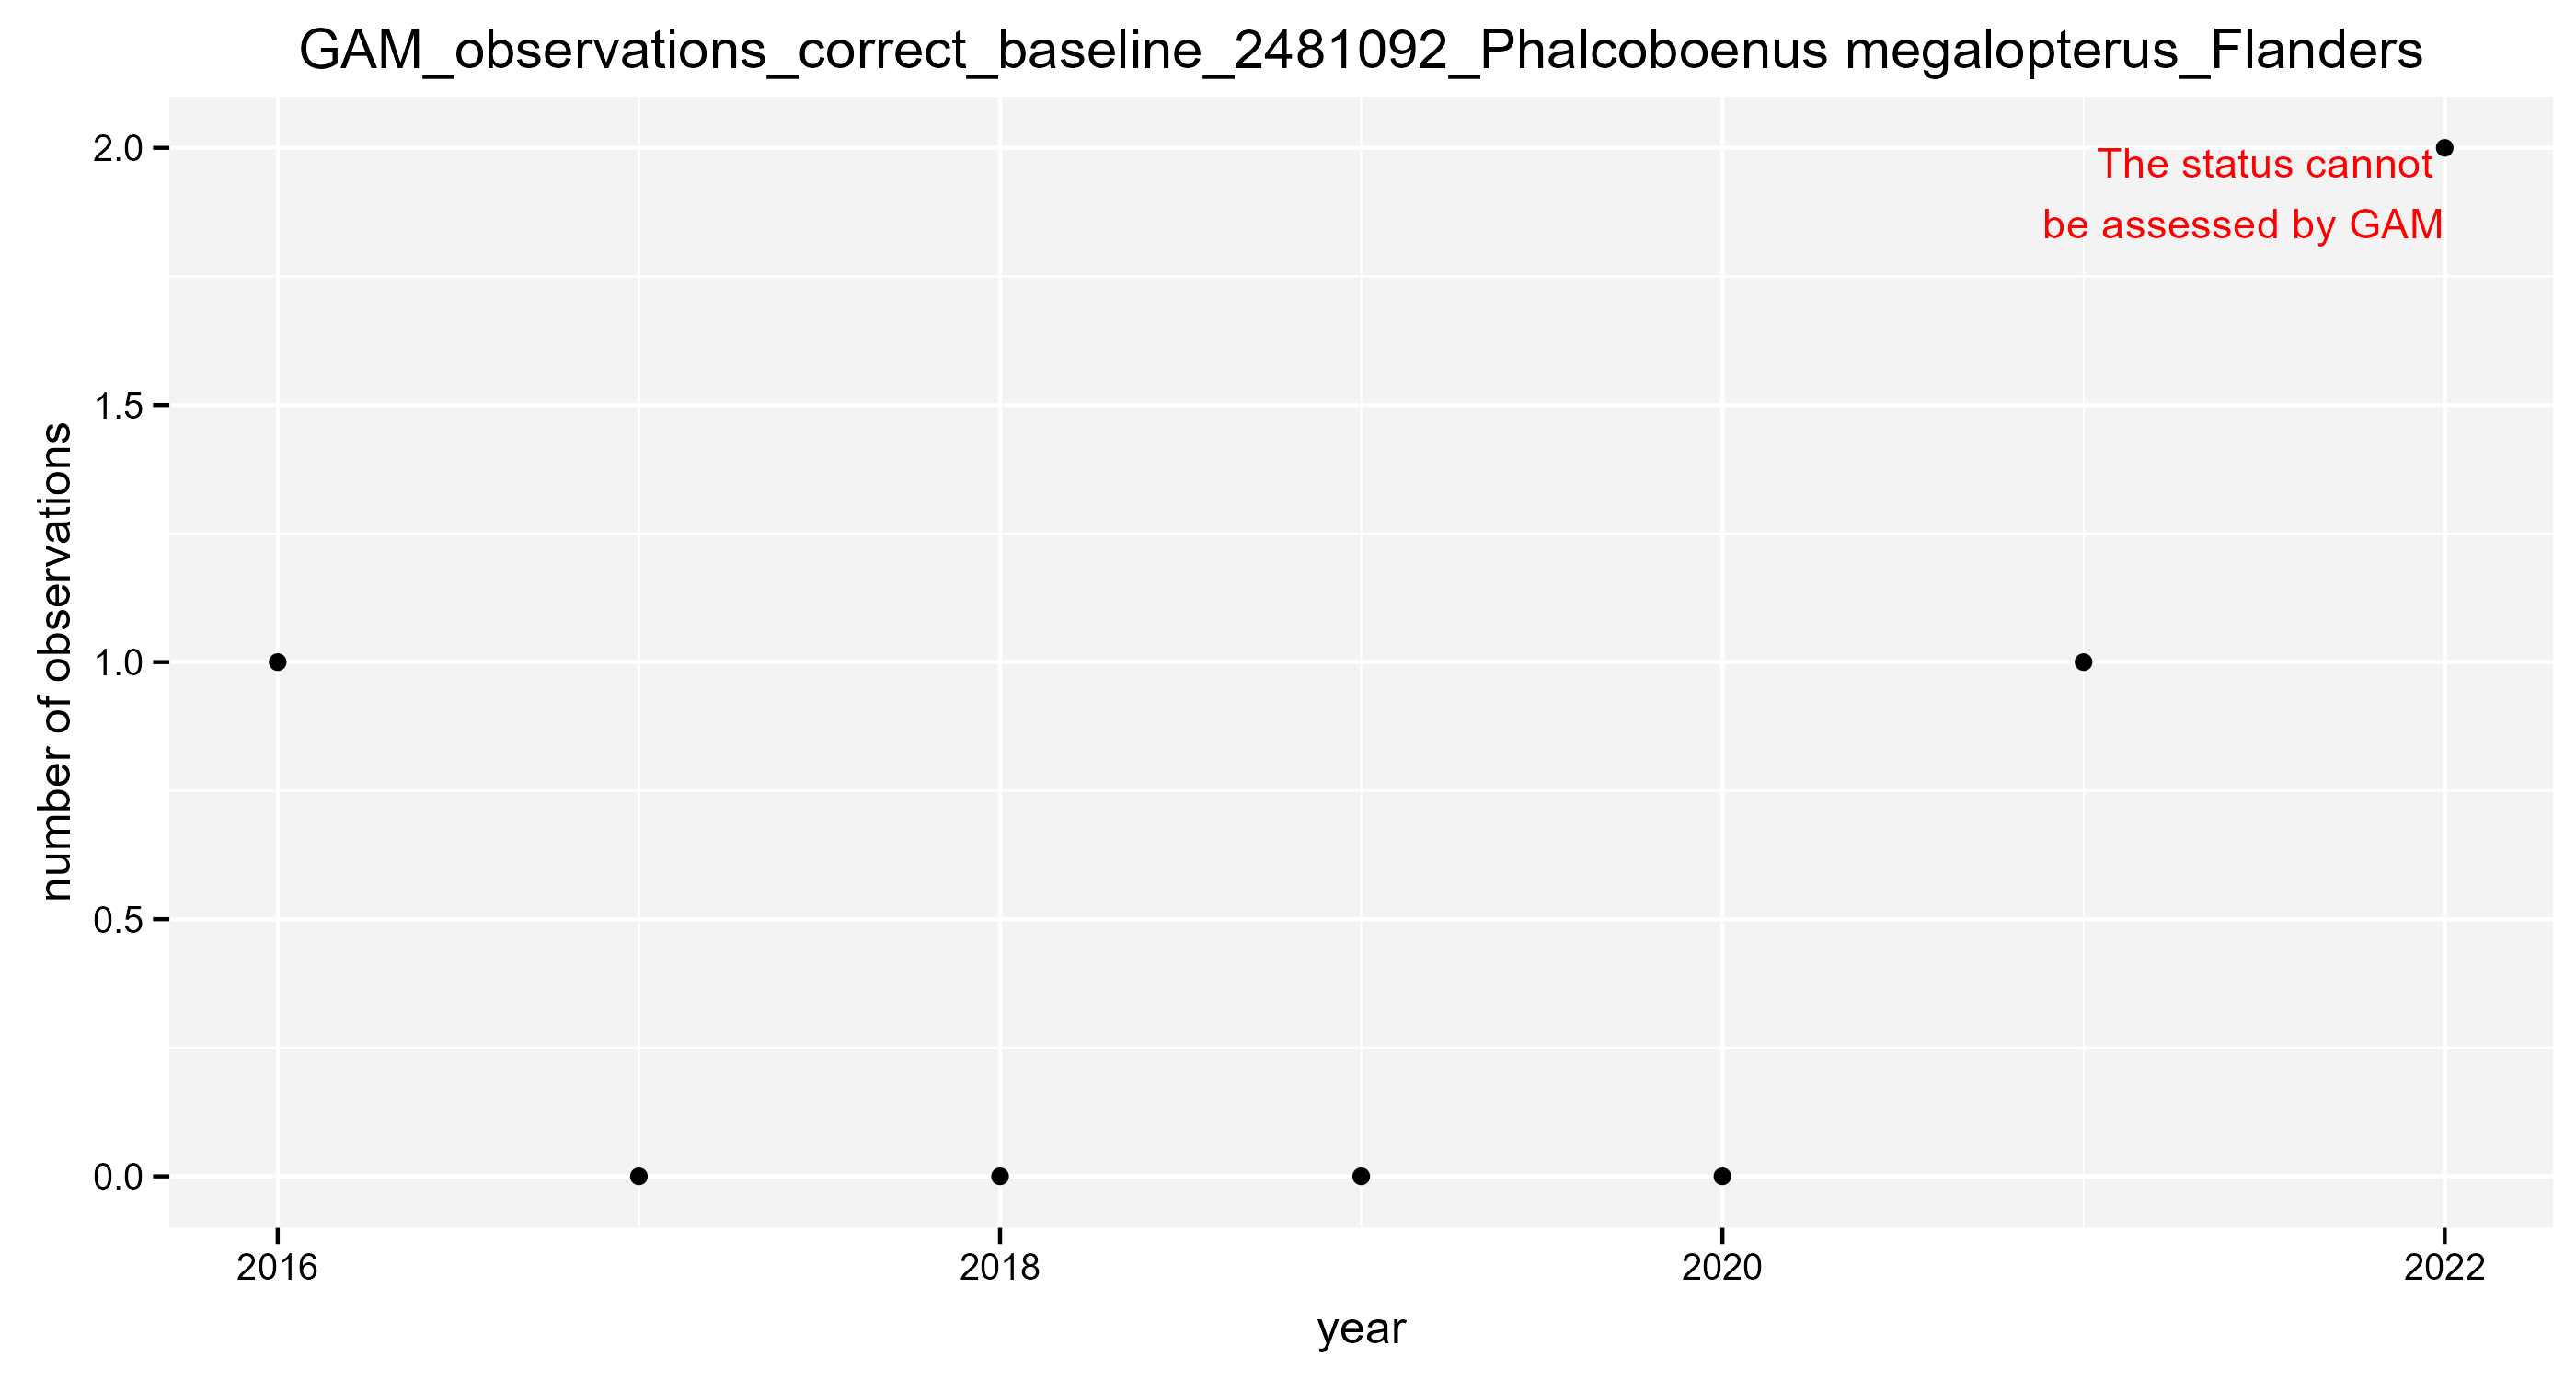 GAM_observations_correct_baseline_2481092_Phalcoboenus megalopterus_Flanders
The status cannot
be assessed by GAM
number of observations
2.0
1.5
1.0
0.5
0.0
2016
2018
2020
2022
year